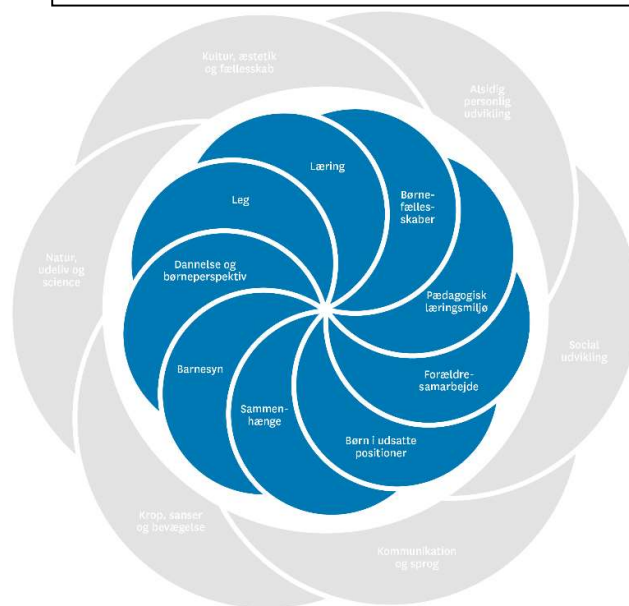 Kultur, æstetik
og fællesskab
Alsidig
personlig
udvikling
Læring
Børne-
fælles-
skaber
Leg
Natur,
udeliv og
science
Dannelse og
børneperspektiv
Pædagogisk
læringsmiljø
Social
udvikling
Barnesyn
Forældre-
samarbejde
Sammen-
hænge
Børn i udsatte
positioner
Krop, sanser
og bevægelse
Kommunikation
og sprog